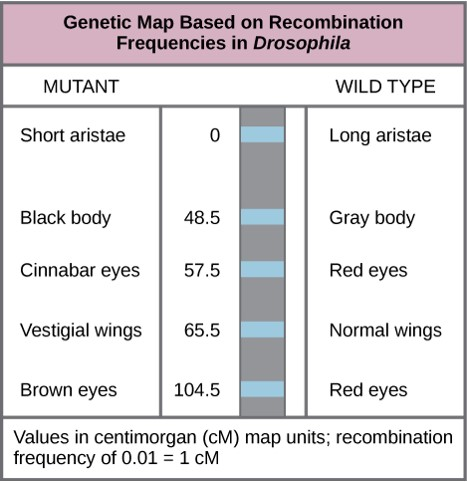 Genetic Map Based on Recombination
Frequencies in Drosophila
MUTANT WILD TYPE
Short aristae 0 Long aristae
Black body 48.5 Gray body
Cinnabar eyes 57.5 Red eyes
Vestigial wings 65.5 Normal wings
Brown eyes 104.5 Red eyes
Values in centimorgan (cM) map units; recombination
frequency of 0.01 = 1 cM